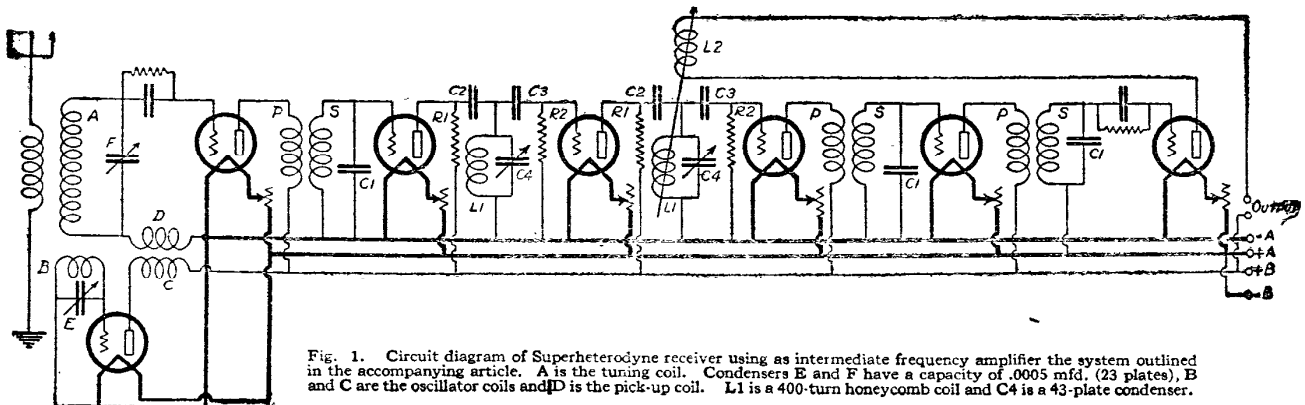 L2
C2 C3 C2 C3
A P S R1 R2 R1 R2 P S P S
F C1 C4 C4 C1 C1
L1 L1
D OUTPUT
-A
+A
B C +B
E -B
Fig. 1. Circuit diagram of Superheterodyne receiver using as intermediate frequency amplifier the system outlined
in the accompanying article. A is the tuning coil. Condensers E and F have a capacity of .0005 mfd. (23 plates), B
and C are the oscillator coils and D is the pick-up coil. L1 is a 400-turn honeycomb coil and C4 is a 43-plate condenser.